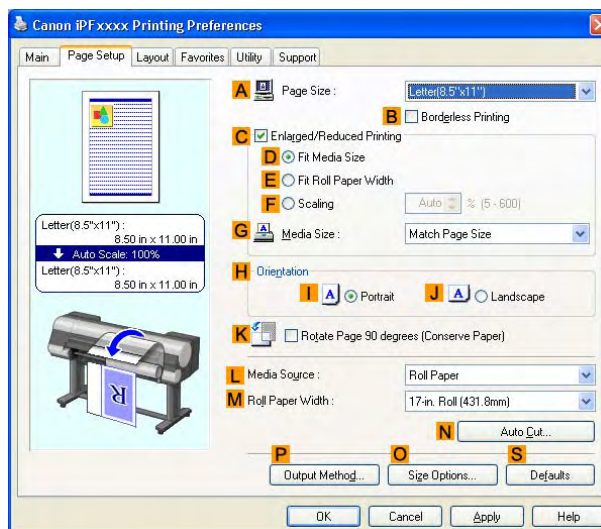 Canon iPFxxxx Printing Preferences
Main Page Setup Layout Favorites Utility Support
A Page Size : Letter(8.5"x11")
B Borderless Printing
C Enlarged/Reduced Printing
D Fit Media Size
E Fit Roll Paper Width
F Scaling Auto % (5 - 600)
G Media Size : Match Page Size
Letter(8.5"x11") :
8.50 in x 11.00 in
Auto Scale: 100%
Letter(8.5"x11") :
8.50 in x 11.00 in
H Orientation
I A Portrait J A Landscape
K Rotate Page 90 degrees (Conserve Paper)
R
L Media Source : Roll Paper
M Roll Paper Width : 17-in. Roll (431.8mm)
N Auto Cut...
P O S
Output Method... Size Options... Defaults
OK Cancel Apply Help